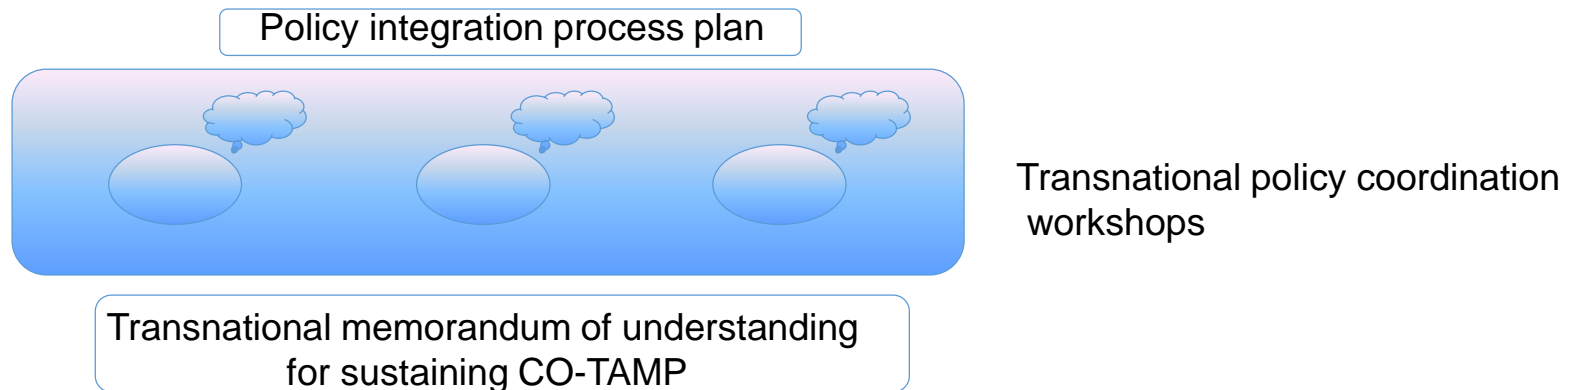 Policy integration process plan
Transnational policy coordination
workshops
Transnational memorandum of understanding
for sustaining CO-TAMP